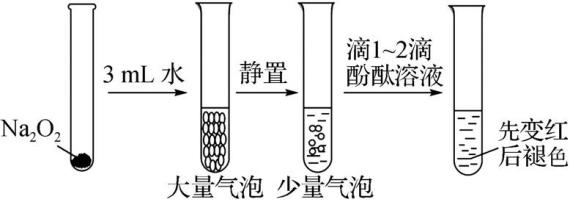 Na₂O₂
3 mL 水
大量气泡
静置
少量气泡
滴1~2滴
酚酞溶液
先变红
后褪色